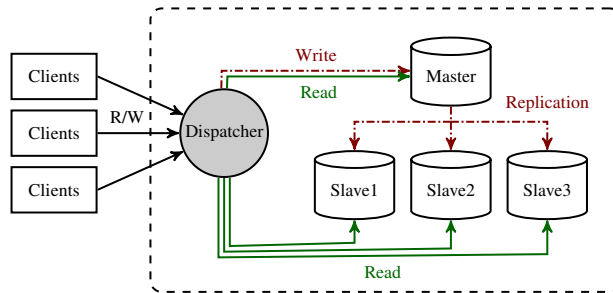 Write
Clients
Master
Read
R/W
Replication
Clients
Dispatcher
Clients
Slave1
Slave2
Slave3
Read